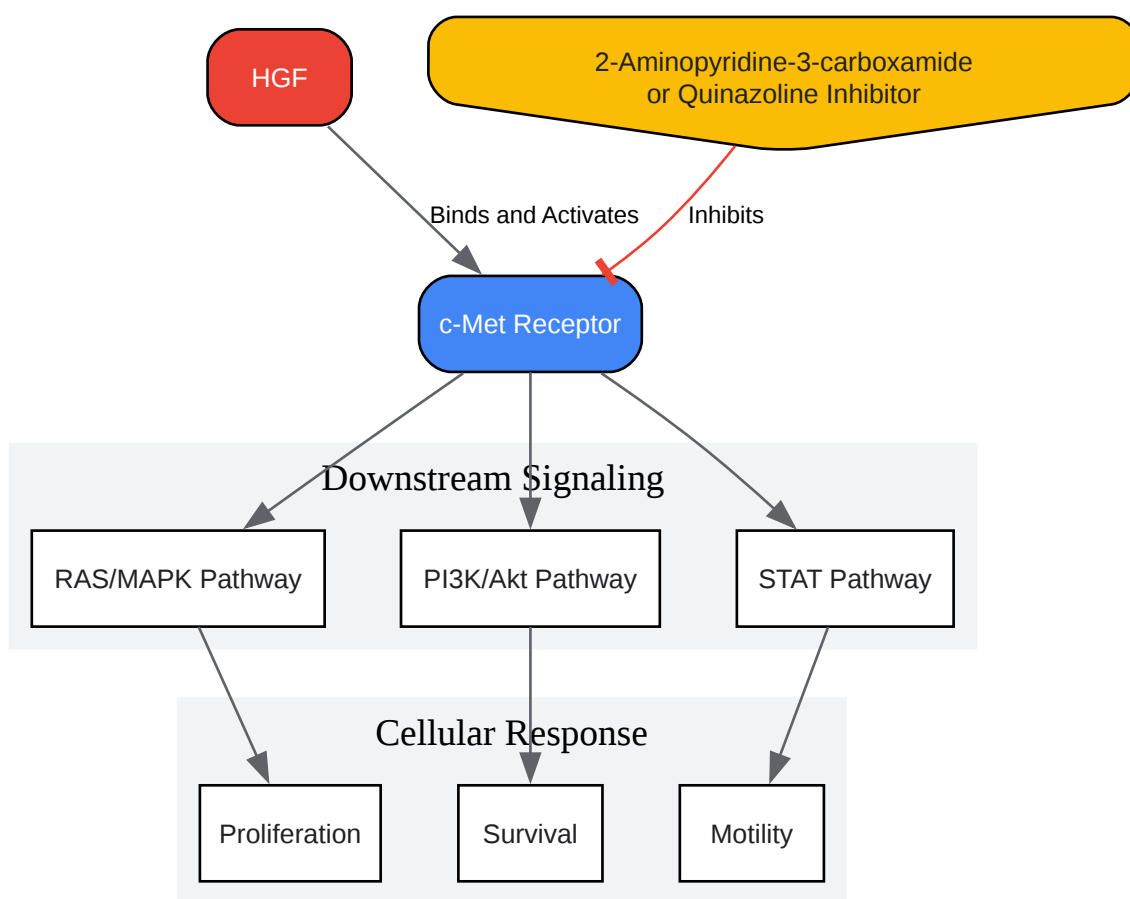 HGF
2-Aminopyridine-3-carboxamide
or Quinazoline Inhibitor
Binds and Activates
Inhibits
c-Met Receptor
Downstream Signaling
RAS/MAPK Pathway
PI3K/Akt Pathway
STAT Pathway
Cellular Response
Proliferation
Survival
Motility